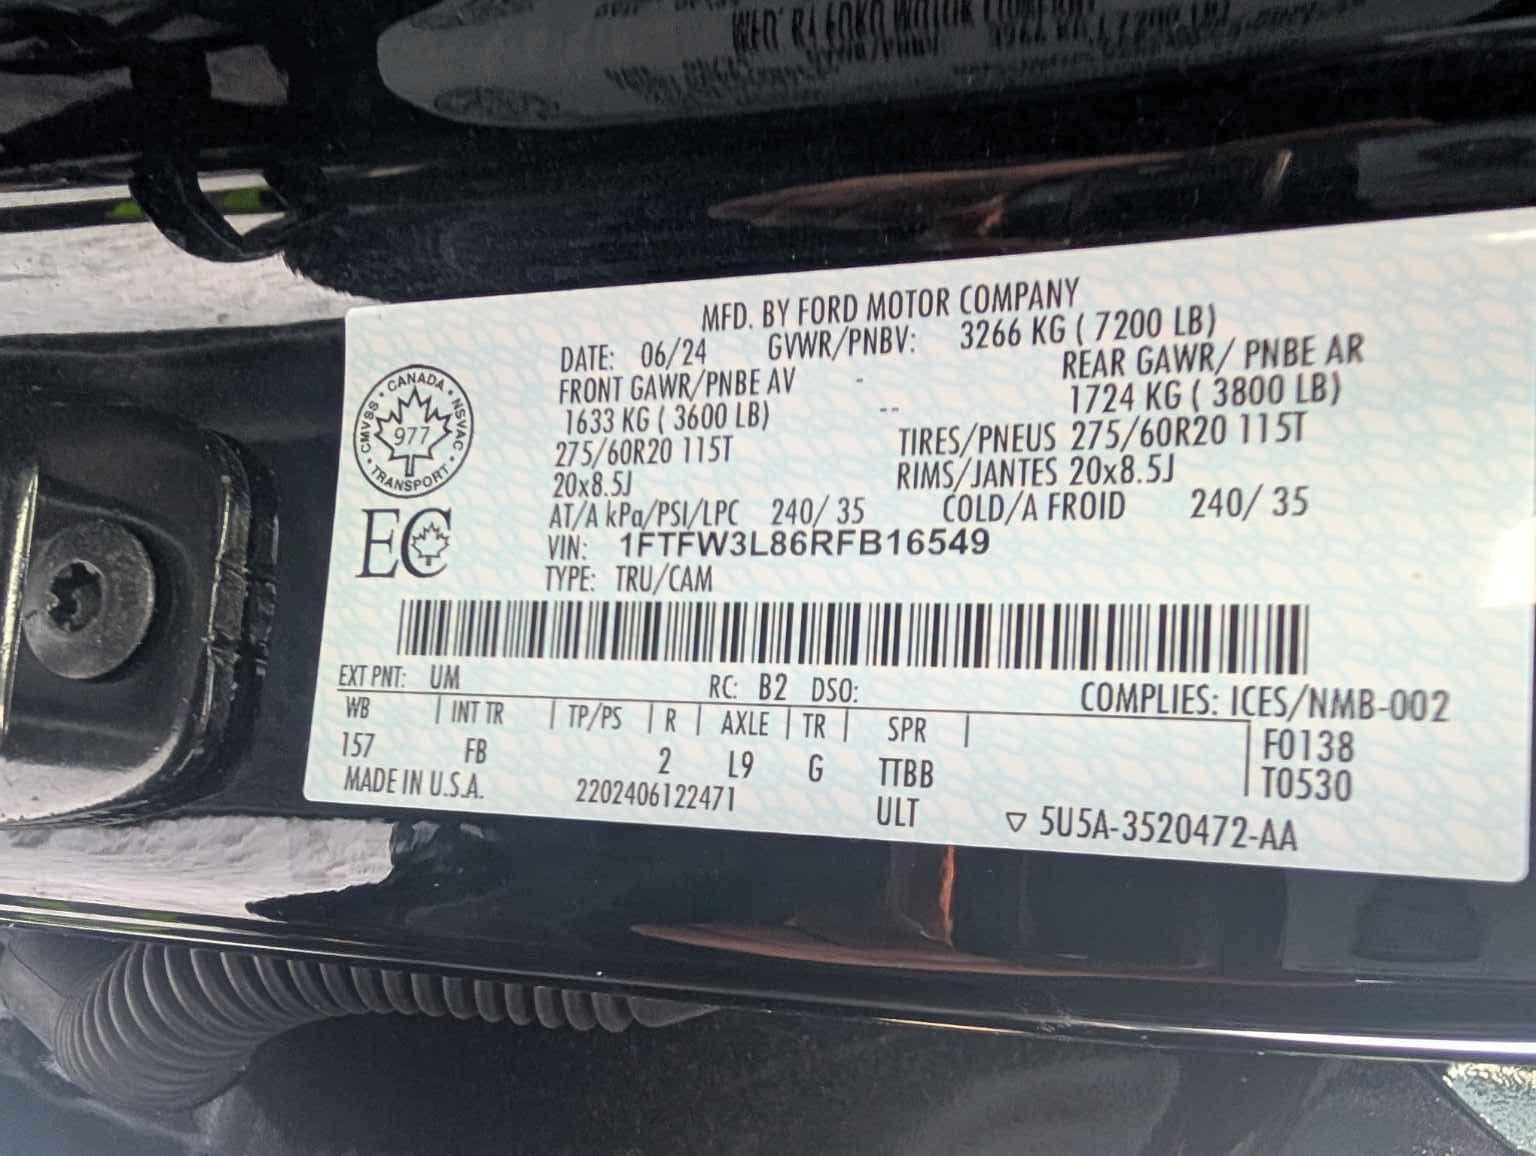 MFD. BY FORD MOTOR COMPANY
DATE: 06/24 GVWR/PNBV: 3266 KG ( 7200 LB)
FRONT GAWR/PNBE AV - REAR GAWR/ PNBE AR
1633 KG ( 3600 LB) -- 1724 KG ( 3800 LB)
275/60R20 115T TIRES/PNEUS 275/60R20 115T
20x8.5J RIMS/JANTES 20x8.5J
AT/A kPa/PSI/LPC 240/ 35 COLD/A FROID 240/ 35
VIN: 1FTFW3L86RFB16549
TYPE: TRU/CAM
CANADA
CMVSS 977 NSVAC
TRANSPORT
EC
EXT PNT: UM RC: B2 DSO: COMPLIES: ICES/NMB-002
WB | INT TR | TP/PS | R | AXLE | TR | SPR | F0138
157 FB 2 L9 G TTBB T0530
MADE IN U.S.A. 2202406122471 ULT ▽ 5U5A-3520472-AA